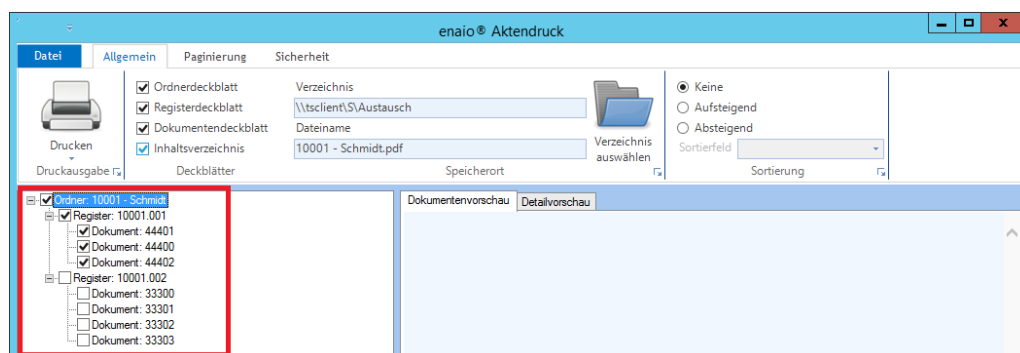 enaio® Aktendruck
Datei Allgemein Paginierung Sicherheit
Drucken
Druckausgabe
Ordnerdeckblatt
Registerdeckblatt
Dokumentendeckblatt
Inhaltsverzeichnis
Deckblätter
Verzeichnis
\\tsclient\S\Austausch
Dateiname
10001 - Schmidt.pdf
Verzeichnis
auswählen
Speicherort
Keine
Aufsteigend
Absteigend
Sortierfeld
Sortierung
Ordner: 10001 - Schmidt
Register: 10001.001
Dokument: 44401
Dokument: 44400
Dokument: 44402
Register: 10001.002
Dokument: 33300
Dokument: 33301
Dokument: 33302
Dokument: 33303
Dokumentenvorschau Detailvorschau